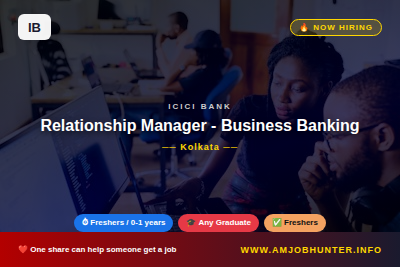 IB
🔥 NOW HIRING
ICICI BANK
Relationship Manager - Business Banking
── Kolkata ──
⏱ Freshers / 0-1 years
🎓 Any Graduate
✅ Freshers
❤️ One share can help someone get a job
WWW.AMJOBHUNTER.INFO